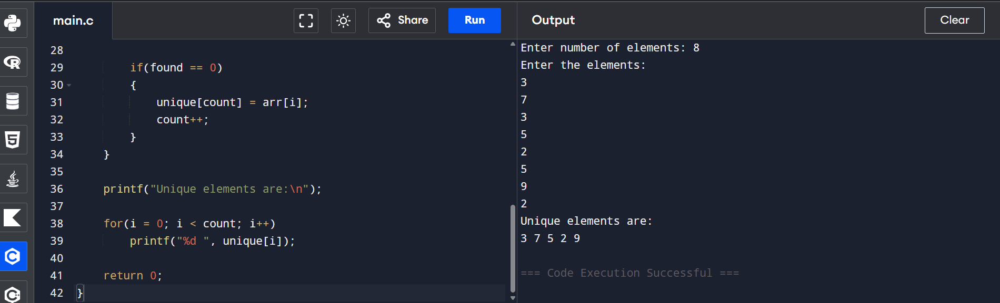 main.c
Share
Run
Output
Clear
28
29 if(found == 0)
30 {
31 unique[count] = arr[i];
32 count++;
33 }
34 }
35
36 printf("Unique elements are:\n");
37
38 for(i = 0; i < count; i++)
39 printf("%d ", unique[i]);
40
41 return 0;
42 }
Enter number of elements: 8
Enter the elements:
3
7
3
5
2
5
9
2
Unique elements are:
3 7 5 2 9
=== Code Execution Successful ===